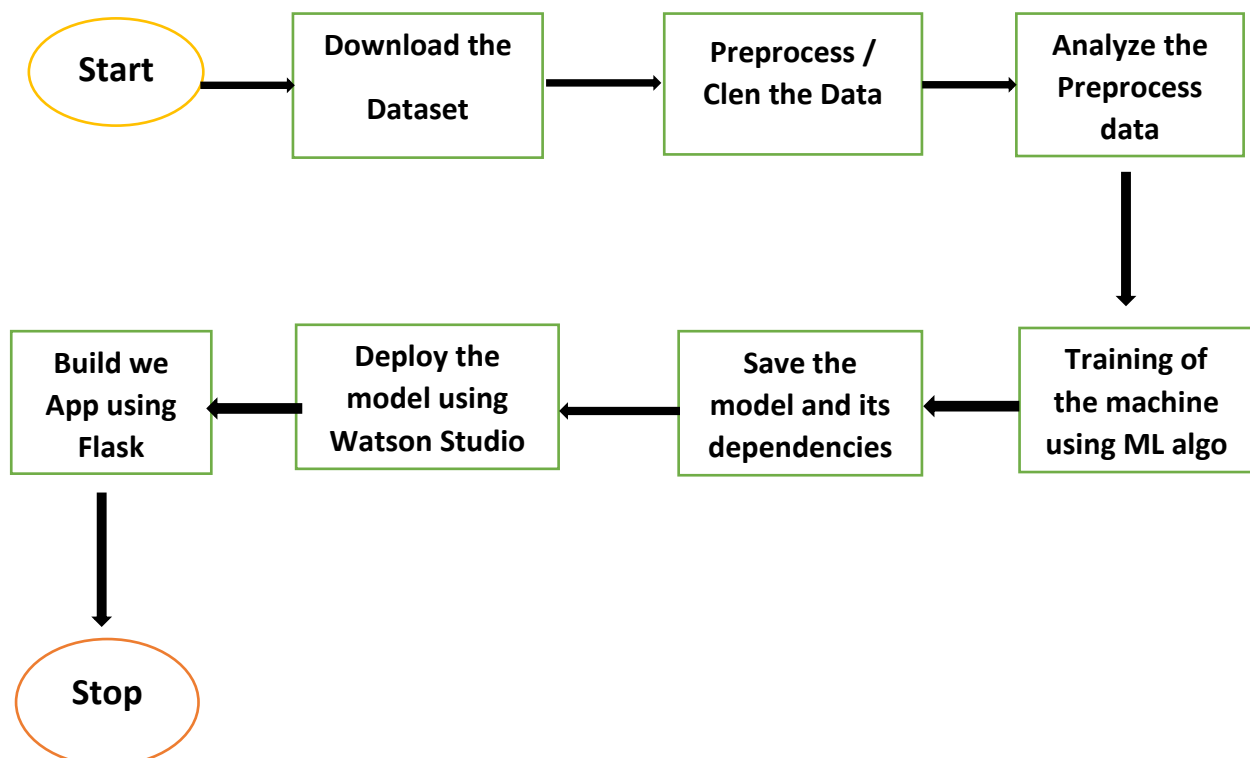 Start
Download the
Dataset
Preprocess /
Clen the Data
Analyze the
Preprocess
data
Training of
the machine
using ML algo
Save the
model and its
dependencies
Deploy the
model using
Watson Studio
Build we
App using
Flask
Stop